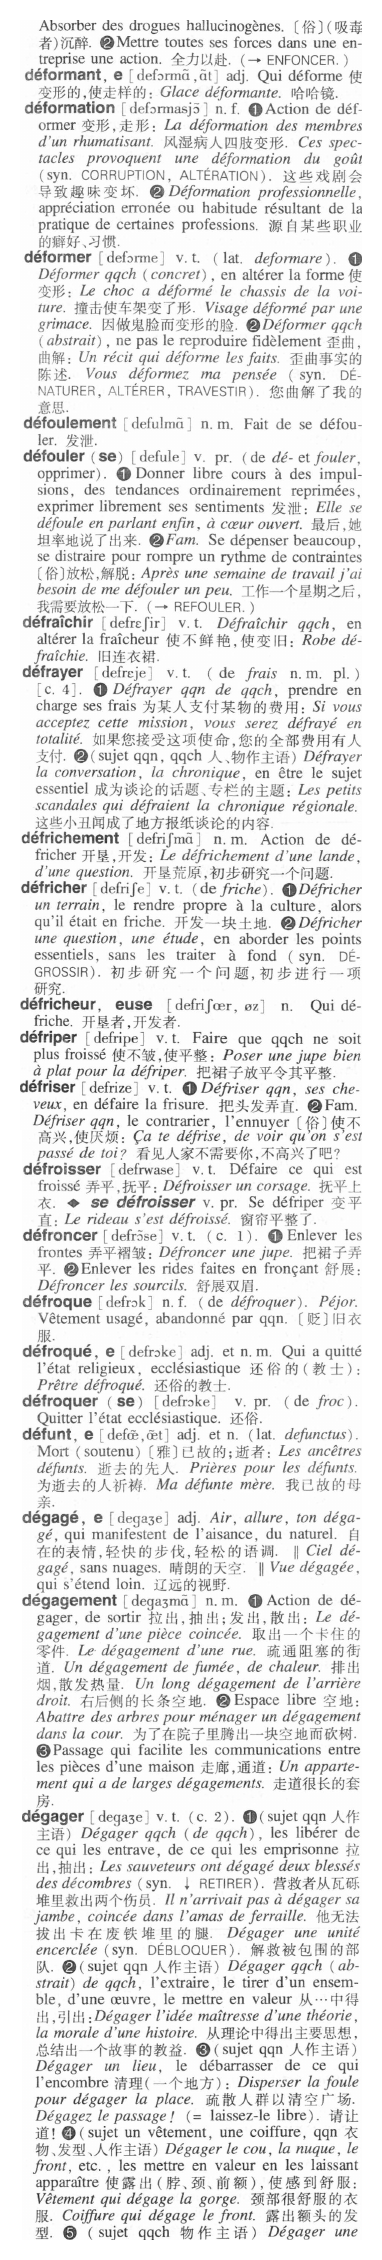 Absorber des drogues hallucinogènes. 〔俗〕(吸毒
者)沉醉. ❷Mettre toutes ses forces dans une en-
treprise une action. 全力以赴. (→ ENFONCER. )
déformant, e [defɔrmɑ̃,ɑ̃t] adj. Qui déforme 使
变形的,使走样的: Glace déformante. 哈哈镜.
déformation [defɔrmasjɔ̃] n. f. ❶Action de déf-
ormer 变形,走形: La déformation des membres
d'un rhumatisant. 风湿病人四肢变形. Ces spec-
tacles provoquent une déformation du goût
(syn. CORRUPTION, ALTÉRATION). 这些戏剧会
导致趣味变坏. ❷Déformation professionnelle,
appréciation erronée ou habitude résultant de la
pratique de certaines professions. 源自某些职业
的癖好、习惯.
déformer [defɔrme] v. t. ( lat. deformare). ❶
Déformer qqch (concret), en altérer la forme 使
变形: Le choc a déformé le chassis de la voi-
ture. 撞击使车架变了形. Visage déformé par une
grimace. 因做鬼脸而变形的脸. ❷Déformer qqch
(abstrait), ne pas le reproduire fidèlement 歪曲,
曲解: Un récit qui déforme les faits. 歪曲事实的
陈述. Vous déformez ma pensée ( syn. DÉ-
NATURER, ALTÉRER, TRAVESTIR). 您曲解了我的
意思.
défoulement [defulmɑ̃] n. m. Fait de se défou-
ler. 发泄.
défouler (se) [defule] v. pr. (de dé- et fouler,
opprimer). ❶Donner libre cours à des impul-
sions, des tendances ordinairement reprimées,
exprimer librement ses sentiments 发泄: Elle se
défoule en parlant enfin, à cœur ouvert. 最后,她
坦率地说了出来. ❷Fam. Se dépenser beaucoup,
se distraire pour rompre un rythme de contraintes
〔俗〕放松,解脱: Après une semaine de travail j'ai
besoin de me défouler un peu. 工作一个星期之后,
我需要放松一下. (→ REFOULER. )
défraîchir [defrɛʃir] v. t. Défraîchir qqch, en
altérer la fraîcheur 使不鲜艳,使变旧: Robe dé-
fraîchie. 旧连衣裙.
défrayer [defrɛje] v. t. ( de frais n. m. pl. )
[c. 4]. ❶ Défrayer qqn de qqch, prendre en
charge ses frais 为某人支付某物的费用: Si vous
acceptez cette mission, vous serez défrayé en
totalité. 如果您接受这项使命,您的全部费用有人
支付. ❷(sujet qqn, qqch 人、物作主语) Défrayer
la conversation, la chronique, en être le sujet
essentiel 成为谈论的话题、专栏的主题: Les petits
scandales qui défraient la chronique régionale.
这些小丑闻成了地方报纸谈论的内容.
défrichement [defriʃmɑ̃] n. m. Action de dé-
fricher 开垦,开发: Le défrichement d'une lande,
d'une question. 开垦荒原,初步研究一个问题.
défricher [defriʃe] v. t. (de friche). ❶Défricher
un terrain, le rendre propre à la culture, alors
qu'il était en friche. 开发一块土地. ❷Défricher
une question, une étude, en aborder les points
essentiels, sans les traiter à fond ( syn. DÉ-
GROSSIR). 初步研究一个问题,初步进行一项
研究.
défricheur, euse [defriʃœr, øz] n. Qui dé-
friche. 开垦者,开发者.
défriper [defripe] v. t. Faire que qqch ne soit
plus froissé 使不皱,使平整: Poser une jupe bien
à plat pour la défriper. 把裙子放平令其平整.
défriser [defrize] v. t. ❶Défriser qqn, ses che-
veux, en défaire la frisure. 把头发弄直. ❷Fam.
Défriser qqn, le contrarier, l'ennuyer〔俗〕使不
高兴,使厌烦: Ça te défrise, de voir qu'on s'est
passé de toi? 看见人家不需要你,不高兴了吧?
défroisser [defrwase] v. t. Défaire ce qui est
froissé 弄平,抚平: Défroisser un corsage. 抚平上
衣. ◆ se défroisser v. pr. Se défriper 变平
直: Le rideau s'est défroissé. 窗帘平整了.
défroncer [defrɔ̃se] v. t. (c. 1). ❶Enlever les
frontes 弄平褶皱: Défroncer une jupe. 把裙子弄
平. ❷Enlever les rides faites en fronçant 舒展:
Défroncer les sourcils. 舒展双眉.
défroque [defrɔk] n. f. ( de défroquer). Péjor.
Vêtement usagé, abandonné par qqn. 〔贬〕旧衣
服.
défroqué, e [defrɔke] adj. et n. m. Qui a quitté
l'état religieux, ecclésiastique 还俗的(教士):
Prêtre défroqué. 还俗的教士.
défroquer (se) [defrɔke] v. pr. ( de froc).
Quitter l'état ecclésiastique. 还俗.
défunt, e [defœ̃, œ̃t] adj. et n. (lat. defunctus).
Mort (soutenu)〔雅〕已故的;逝者: Les ancêtres
défunts. 逝去的先人. Prières pour les défunts.
为逝去的人祈祷. Ma défunte mère. 我已故的母
亲.
dégagé, e [degaʒe] adj. Air, allure, ton déga-
gé, qui manifestent de l'aisance, du naturel. 自
在的表情,轻快的步伐,轻松的语调. ‖ Ciel dé-
gagé, sans nuages. 晴朗的天空. ‖ Vue dégagée,
qui s'étend loin. 辽远的视野.
dégagement [degaʒmɑ̃] n. m. ❶Action de dé-
gager, de sortir 拉出,抽出;发出,散出: Le dé-
gagement d'une pièce coincée. 取出一个卡住的
零件. Le dégagement d'une rue. 疏通阻塞的街
道. Un dégagement de fumée, de chaleur. 排出
烟,散发热量. Un long dégagement de l'arrière
droit. 右后侧的长条空地. ❷Espace libre 空地:
Abattre des arbres pour ménager un dégagement
dans la cour. 为了在院子里腾出一块空地而砍树.
❸Passage qui facilite les communications entre
les pièces d'une maison 走廊,通道: Un apparte-
ment qui a de larges dégagements. 走道很长的套
房.
dégager [degaʒe] v. t. (c. 2). ❶(sujet qqn 人作
主语) Dégager qqch (de qqch), les libérer de
ce qui les entrave, de ce qui les emprisonne 拉
出,抽出: Les sauveteurs ont dégagé deux blessés
des décombres (syn. ↓ RETIRER). 营救者从瓦砾
堆里救出两个伤员. Il n'arrivait pas à dégager sa
jambe, coincée dans l'amas de ferraille. 他无法
拔出卡在废铁堆里的腿. Dégager une unité
encerclée (syn. DÉBLOQUER). 解救被包围的部
队. ❷(sujet qqn 人作主语) Dégager qqch (ab-
strait) de qqch, l'extraire, le tirer d'un ensem-
ble, d'une œuvre, le mettre en valeur 从…中得
出,引出:Dégager l'idée maîtresse d'une théorie,
la morale d'une histoire. 从理论中得出主要思想,
总结出一个故事的教益. ❸(sujet qqn 人作主语)
Dégager un lieu, le débarrasser de ce qui
l'encombre 清理(一个地方): Disperser la foule
pour dégager la place. 疏散人群以清空广场.
Dégagez le passage! (= laissez-le libre). 请让
道! ❹(sujet un vêtement, une coiffure, qqn 衣
物、发型、人作主语) Dégager le cou, la nuque, le
front, etc. , les mettre en valeur en les laissant
apparaître 使露出(脖、颈、前额),使感到舒服:
Vêtement qui dégage la gorge. 颈部很舒服的衣
服. Coiffure qui dégage le front. 露出额头的发
型. ❺ ( sujet qqch 物作主语) Dégager une